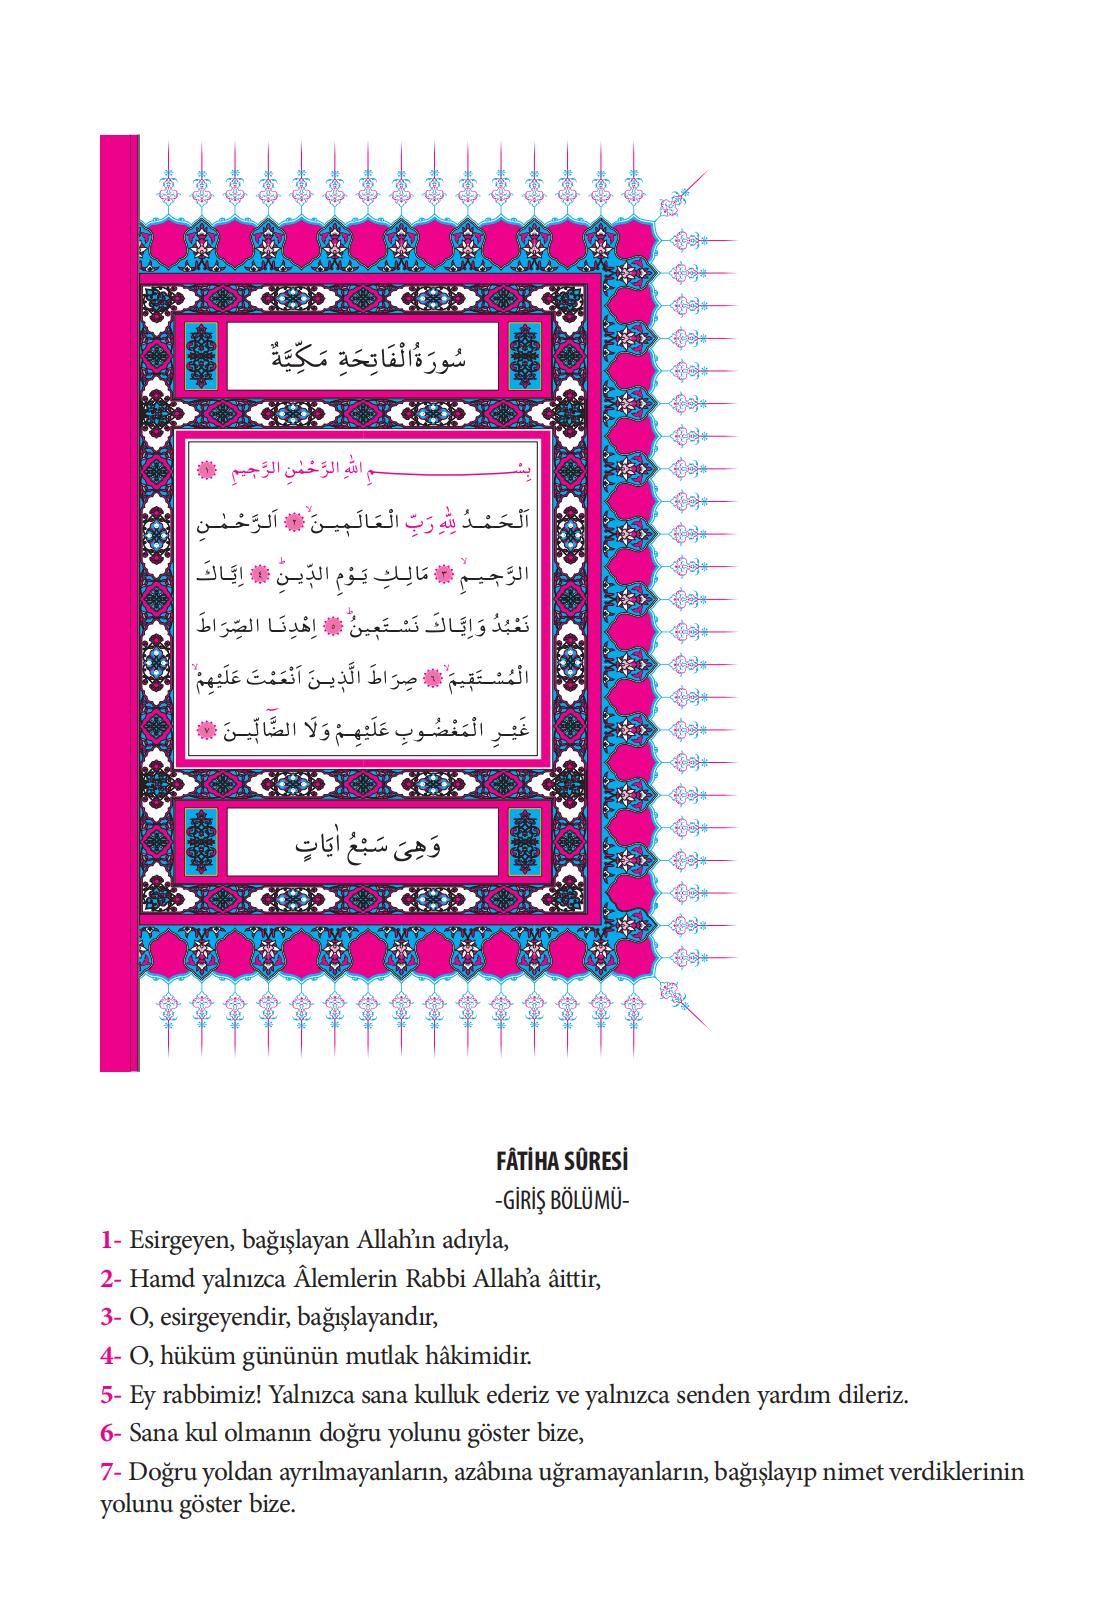 سُورَةُ الْفَاتِحَةِ مَكِّيَّةٌ
بِسْمِ اللّٰهِ الرَّحْمٰنِ الرَّحٖيمِ ﴿١﴾
اَلْحَمْدُ لِلّٰهِ رَبِّ الْعَالَمٖينَۙ ﴿٢﴾ اَلرَّحْمٰنِ
الرَّحٖيمِۙ ﴿٣﴾ مَالِكِ يَوْمِ الدّٖينِؕ ﴿٤﴾ اِيَّاكَ
نَعْبُدُ وَاِيَّاكَ نَسْتَعٖينُؕ ﴿٥﴾ اِهْدِنَا الصِّرَاطَ
الْمُسْتَقٖيمَۙ ﴿٦﴾ صِرَاطَ الَّذٖينَ اَنْعَمْتَ عَلَيْهِمْۙ
غَيْرِ الْمَغْضُوبِ عَلَيْهِمْ وَلَا الضَّٓالّٖينَ ﴿٧﴾
وَهِىَ سَبْعُ اٰيَاتٍ
FÂTİHA SÛRESİ
-GİRİŞ BÖLÜMÜ-
1- Esirgeyen, bağışlayan Allah’ın adıyla,
2- Hamd yalnızca Âlemlerin Rabbi Allah’a âittir,
3- O, esirgeyendir, bağışlayandır,
4- O, hüküm gününün mutlak hâkimidir.
5- Ey rabbimiz! Yalnızca sana kulluk ederiz ve yalnızca senden yardım dileriz.
6- Sana kul olmanın doğru yolunu göster bize,
7- Doğru yoldan ayrılmayanların, azâbına uğramayanların, bağışlayıp nimet verdiklerinin
yolunu göster bize.